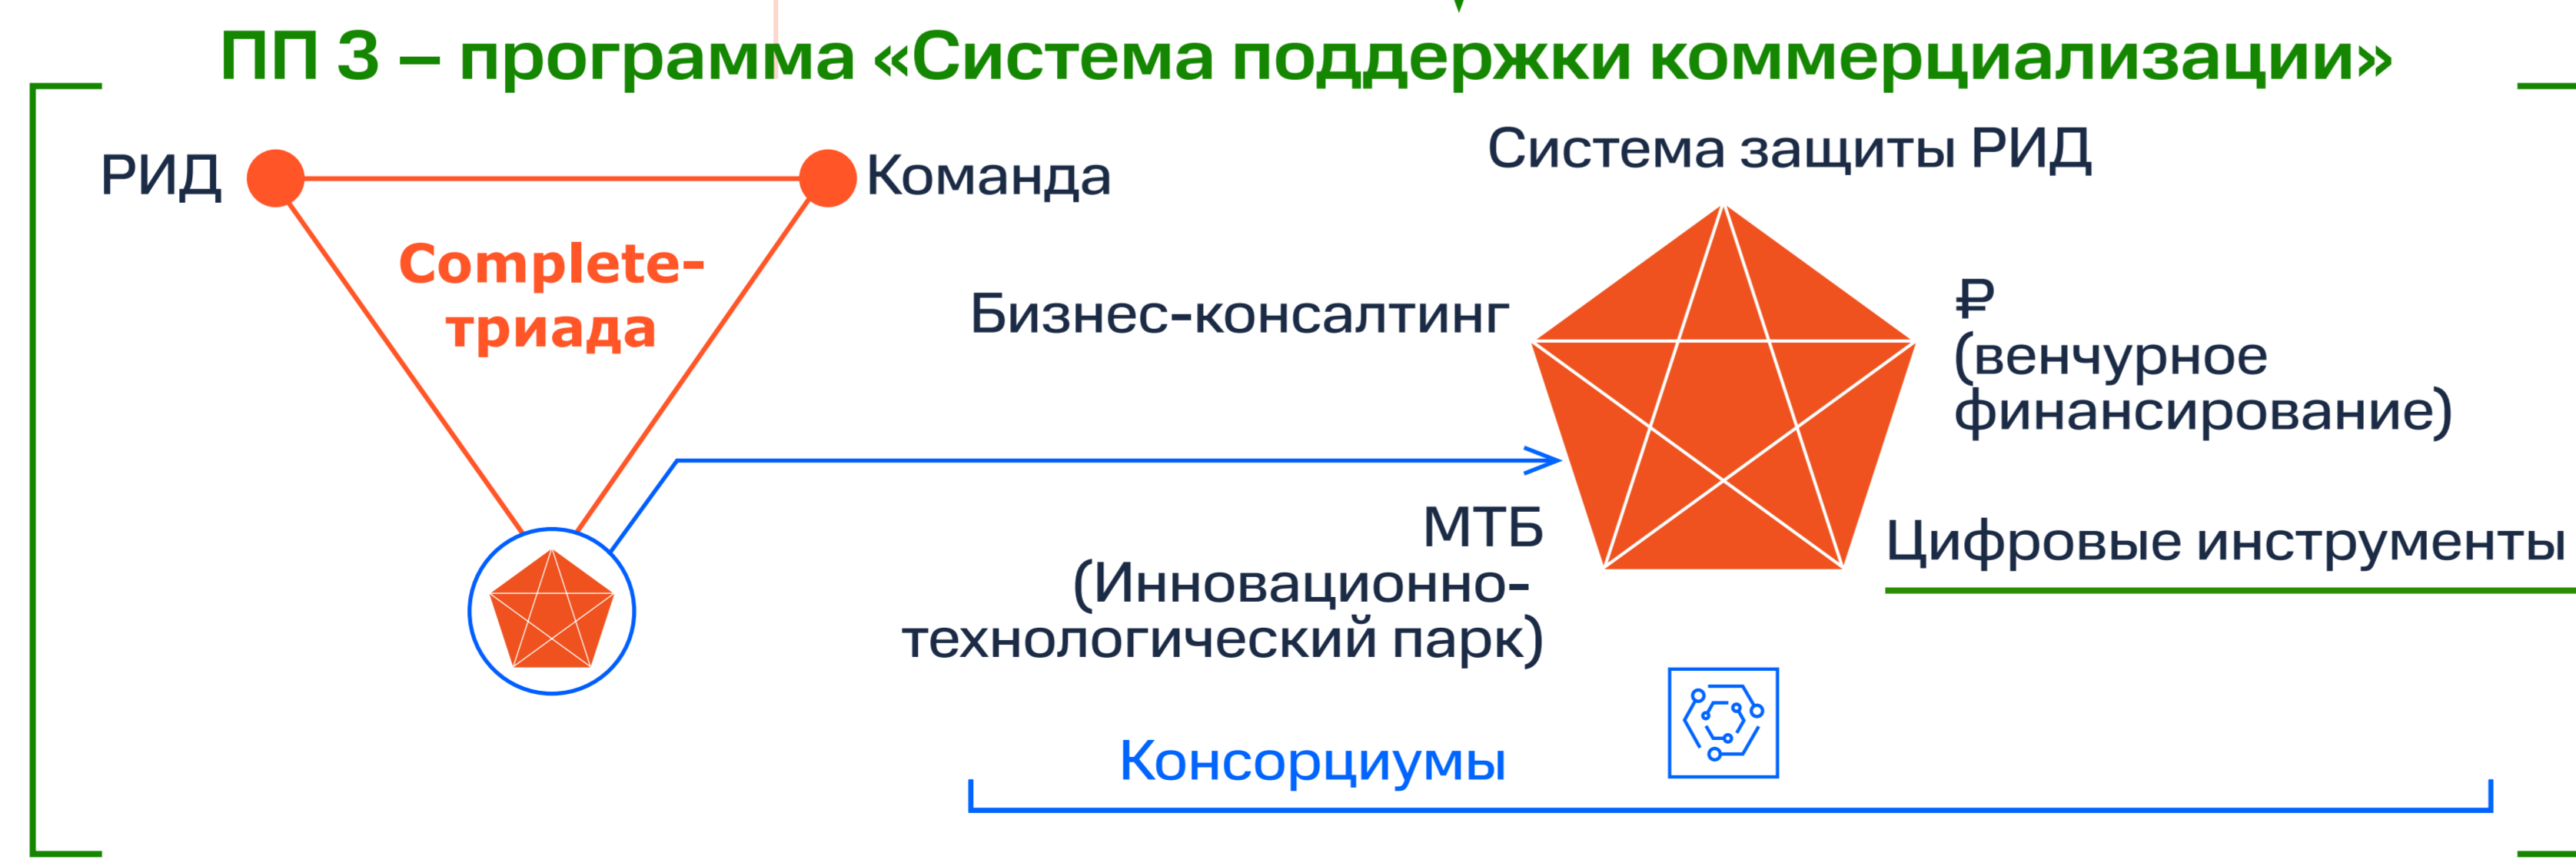 ПП 3 – программа «Система поддержки коммерциализации»
РИД
Команда
Complete-
триада
Система защиты РИД
Бизнес-консалтинг
₽
(венчурное
финансирование)
МТБ
(Инновационно-
технологический парк)
Цифровые инструменты
Консорциумы